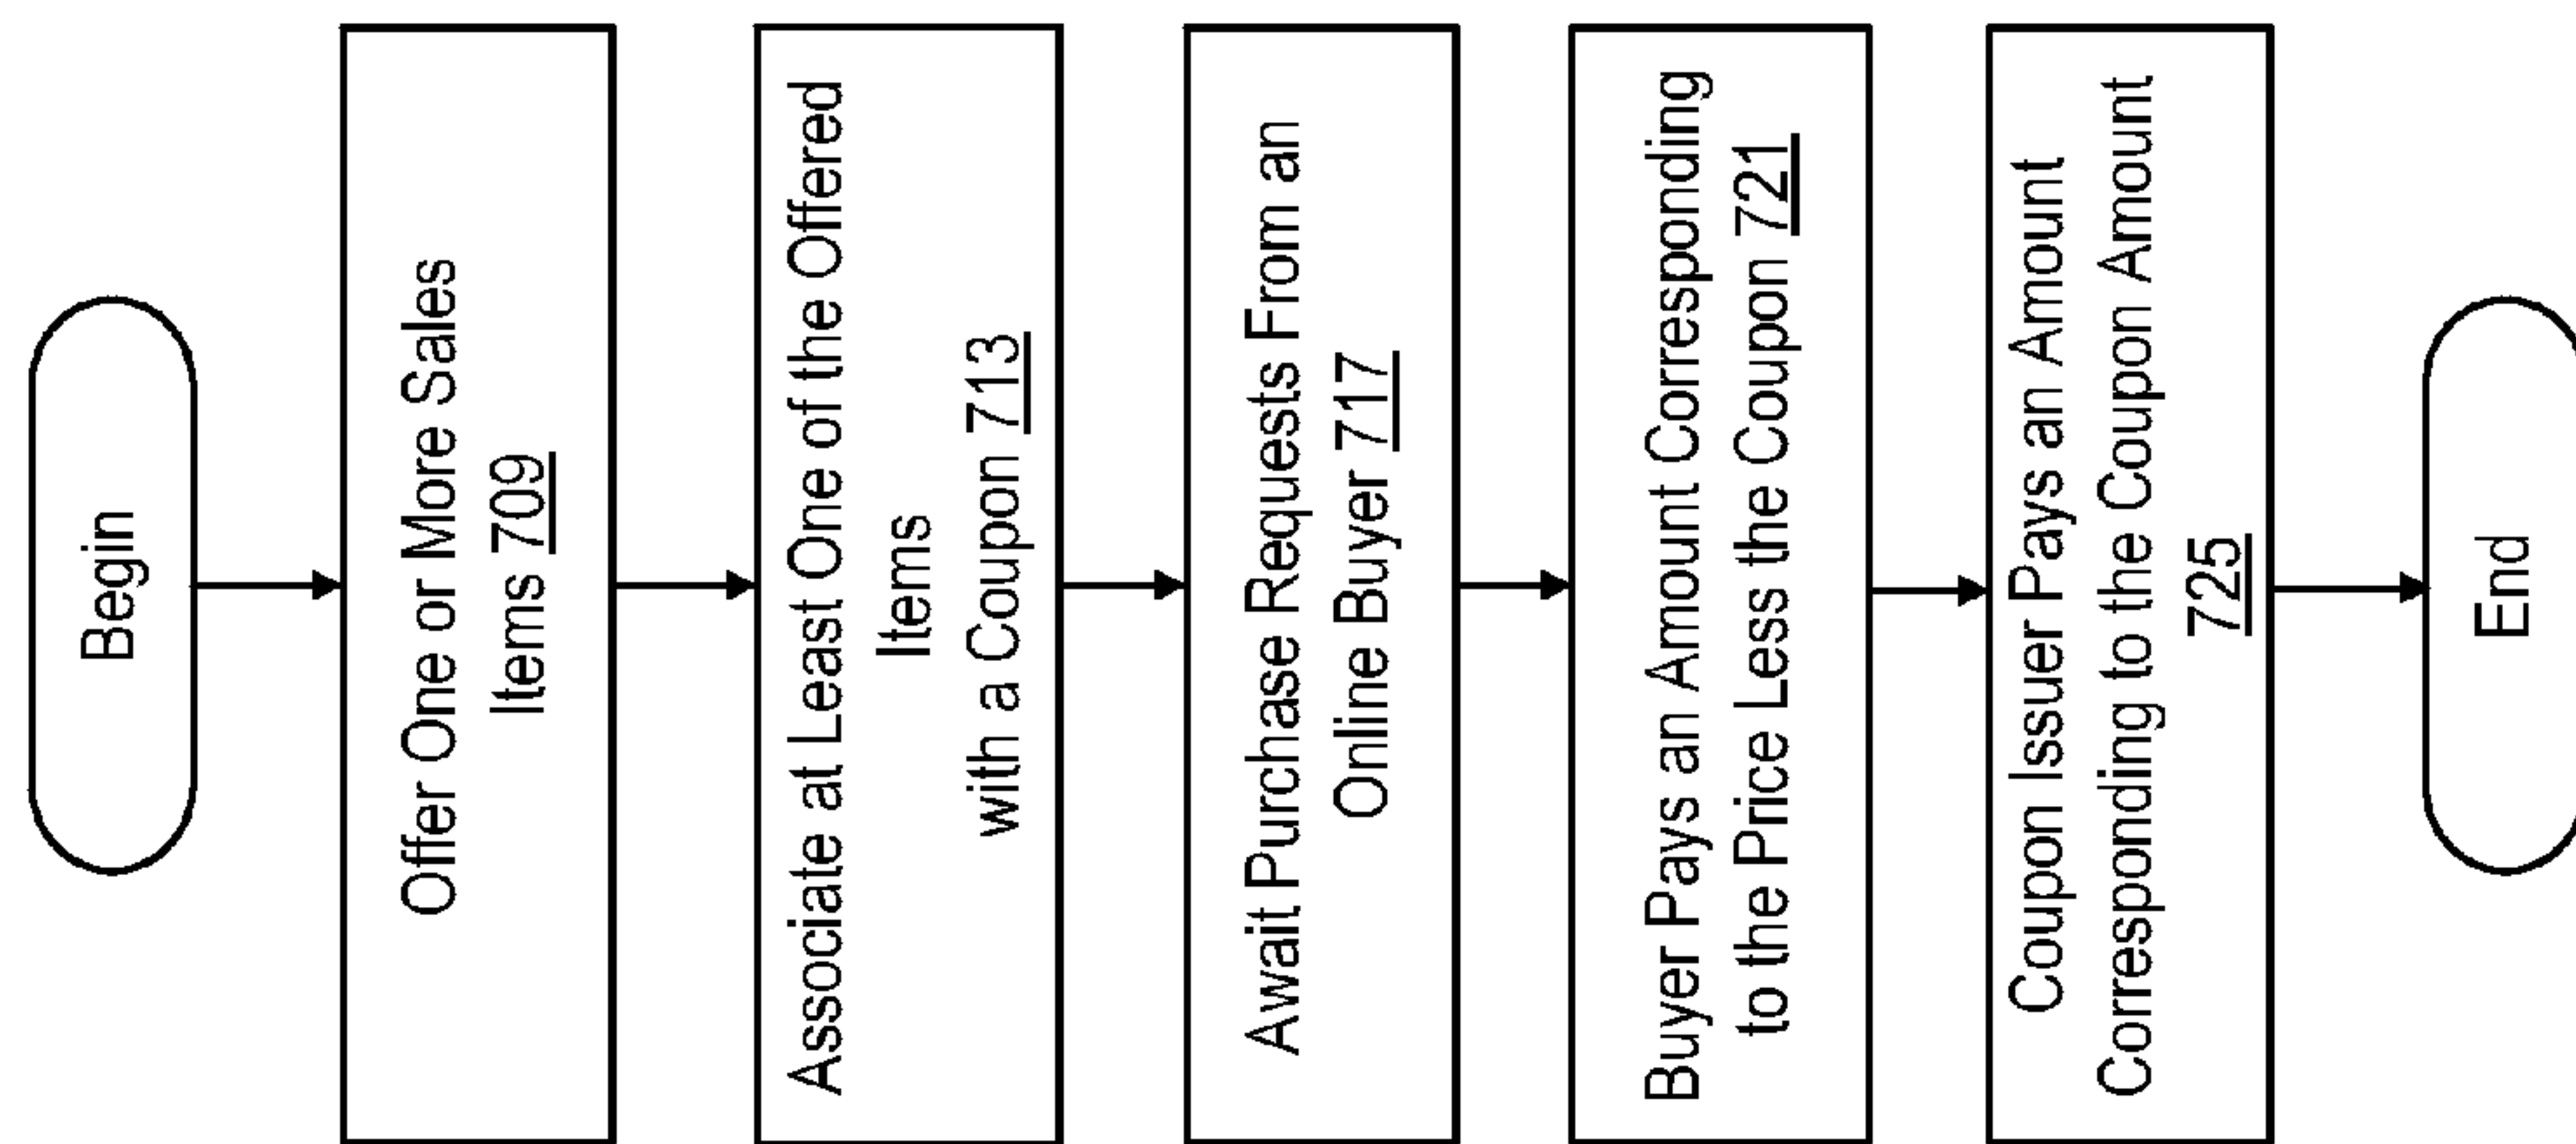 Begin
Offer One or More Sales
Items 709
Associate at Least One of the Offered
Items
with a Coupon 713
Await Purchase Requests From an
Online Buyer 717
Buyer Pays an Amount Corresponding
to the Price Less the Coupon 721
Coupon Issuer Pays an Amount
Corresponding to the Coupon Amount
725
End